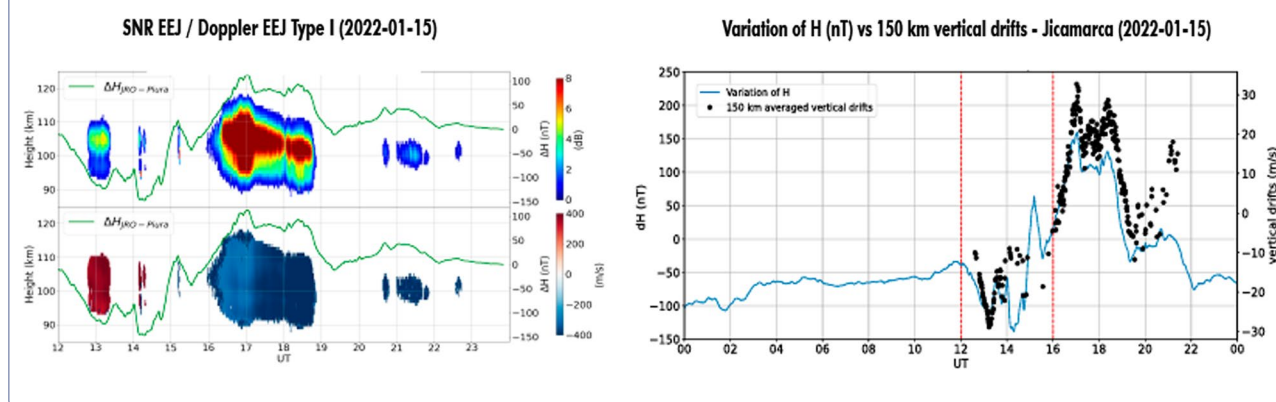 SNR EEJ / Doppler EEJ Type I (2022-01-15)
ΔH_JRO – Piura
120
110
100
90
Height (km)
100
50
0
−50
−100
−150
ΔH (nT)
8
6
4
2
0
(dB)
ΔH_JRO – Piura
120
110
100
90
Height (km)
100
50
0
−50
−100
−150
ΔH (nT)
400
200
0
−200
−400
(m/s)
12 13 14 15 16 17 18 19 20 21 22 23
UT
Variation of H (nT) vs 150 km vertical drifts - Jicamarca (2022-01-15)
Variation of H
150 km averaged vertical drifts
250
200
150
100
50
0
−50
−100
−150
dH (nT)
30
20
10
0
−10
−20
−30
vertical drifts (m/s)
00 02 04 06 08 10 12 14 16 18 20 22 00
UT